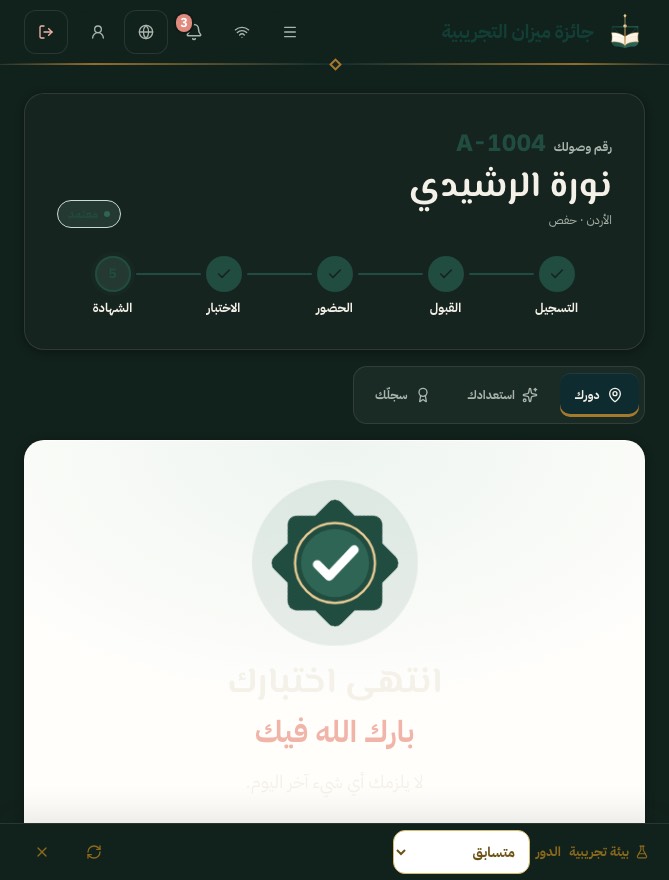 جائزة ميزان التجريبية
3
رقم وصولك A-1004
نورة الرشيدي
الأردن · حفص
معتمد
5
التسجيل
القبول
الحضور
الاختبار
الشهادة
دورك
استعدادك
سجلّك
انتهى اختبارك
بارك الله فيك
لا يلزمك أي شيء آخر اليوم.
بيئة تجريبية الدور متسابق